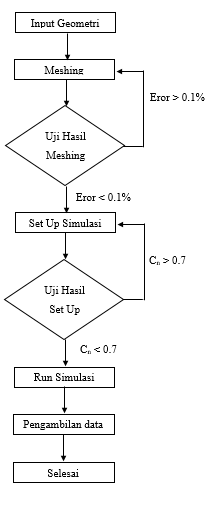 Input Geometri
Meshing
Eror > 0.1%
Uji Hasil
Meshing
Eror < 0.1%
Set Up Simulasi
Cₙ > 0.7
Uji Hasil
Set Up
Cₙ < 0.7
Run Simulasi
Pengambilan data
Selesai